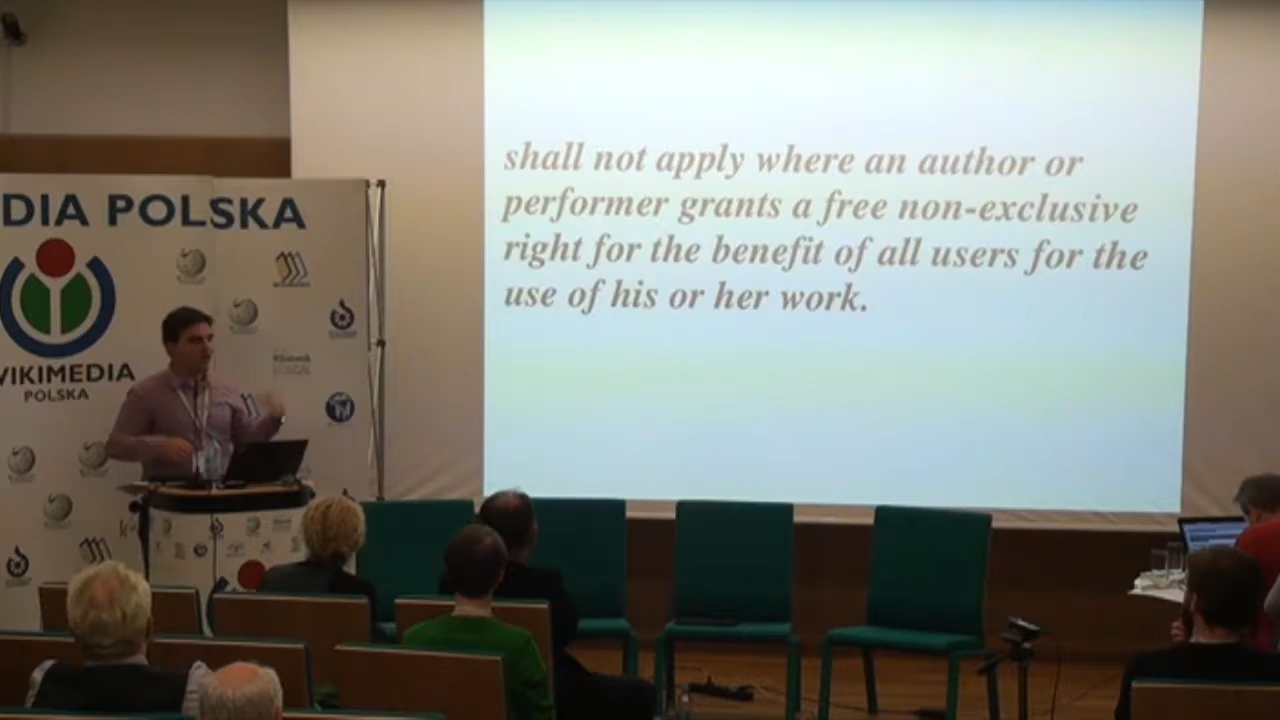 shall not apply where an author or
performer grants a free non-exclusive
right for the benefit of all users for the
use of his or her work.
DIA POLSKA
VIKIMEDIA
POLSKA